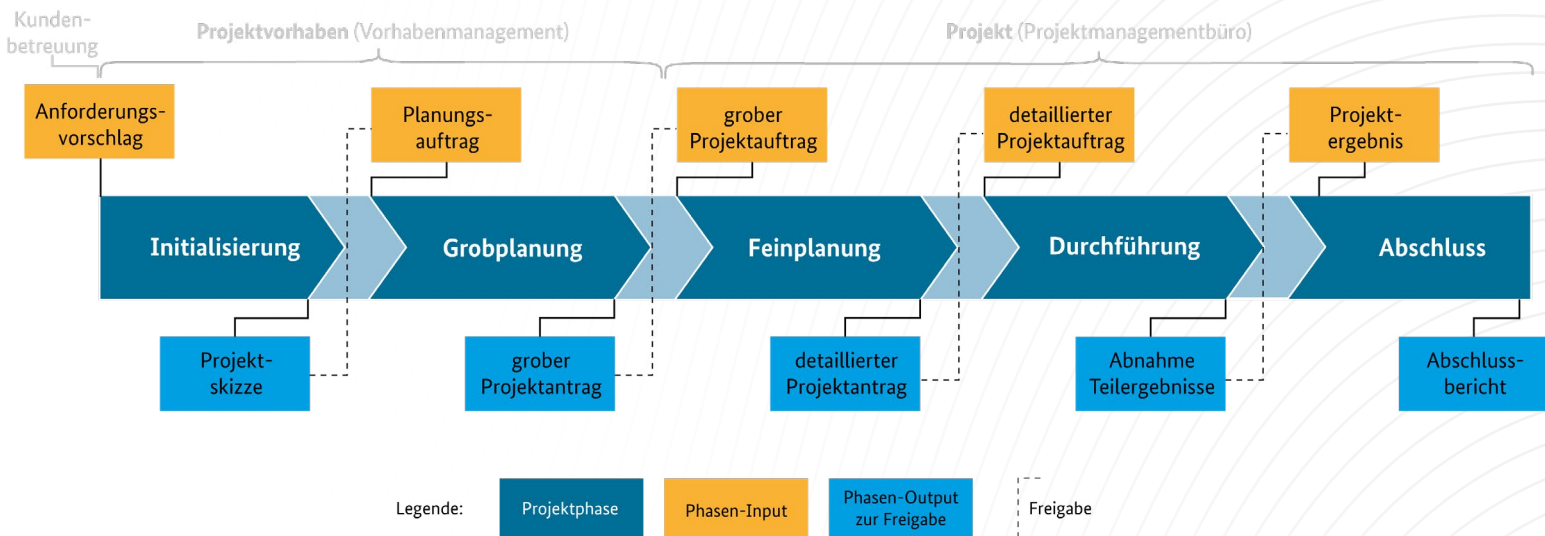 Kunden-
betreuung
Projektvorhaben (Vorhabenmanagement)
Projekt (Projektmanagementbüro)
Anforderungs-
vorschlag
Planungs-
auftrag
grober
Projektauftrag
detaillierter
Projektauftrag
Projekt-
ergebnis
Initialisierung
Grobplanung
Feinplanung
Durchführung
Abschluss
Projekt-
skizze
grober
Projektantrag
detaillierter
Projektantrag
Abnahme
Teilergebnisse
Abschluss-
bericht
Legende:
Projektphase
Phasen-Input
Phasen-Output
zur Freigabe
Freigabe